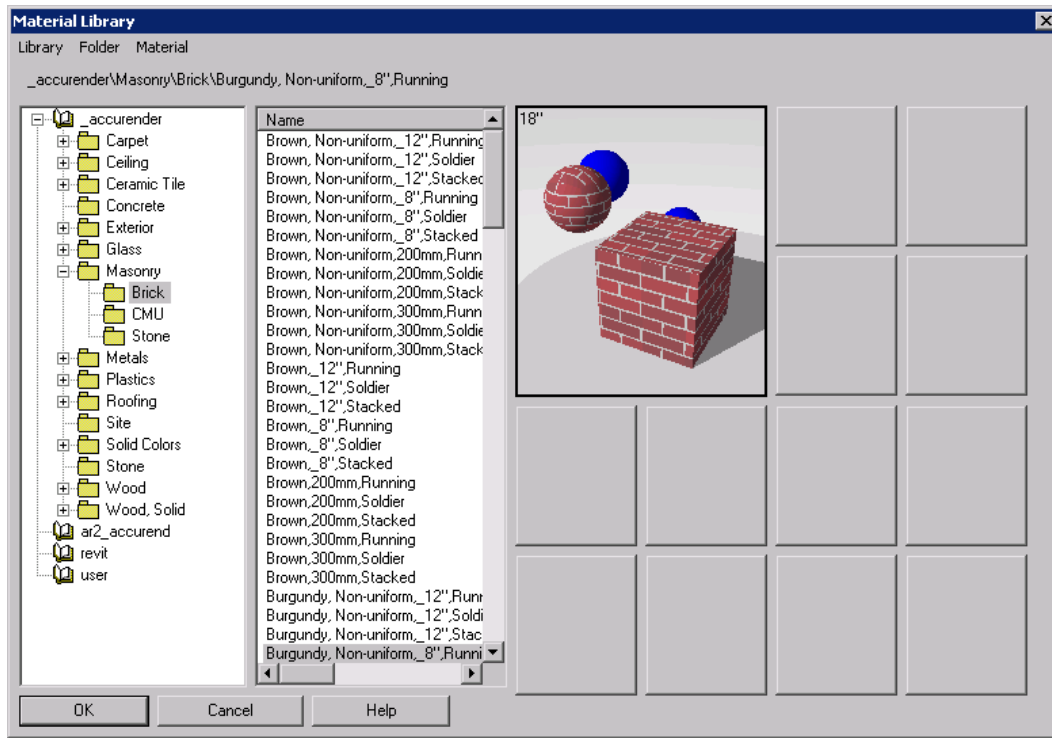 Material Library
Library Folder Material
_accurender\Masonry\Brick\Burgundy, Non-uniform,_8",Running
_accurender
Carpet
Ceiling
Ceramic Tile
Concrete
Exterior
Glass
Masonry
Brick
CMU
Stone
Metals
Plastics
Roofing
Site
Solid Colors
Stone
Wood
Wood, Solid
ar2_accurend
revit
user
Name
Brown, Non-uniform,_12",Running
Brown, Non-uniform,_12",Soldier
Brown, Non-uniform,_12",Stacked
Brown, Non-uniform,_8",Running
Brown, Non-uniform,_8",Soldier
Brown, Non-uniform,_8",Stacked
Brown, Non-uniform,200mm,Runn
Brown, Non-uniform,200mm,Soldie
Brown, Non-uniform,200mm,Stack
Brown, Non-uniform,300mm,Runn
Brown, Non-uniform,300mm,Soldie
Brown, Non-uniform,300mm,Stack
Brown,_12",Running
Brown,_12",Soldier
Brown,_12",Stacked
Brown,_8",Running
Brown,_8",Soldier
Brown,_8",Stacked
Brown,200mm,Running
Brown,200mm,Soldier
Brown,200mm,Stacked
Brown,300mm,Running
Brown,300mm,Soldier
Brown,300mm,Stacked
Burgundy, Non-uniform,_12",Runn
Burgundy, Non-uniform,_12",Soldi
Burgundy, Non-uniform,_12",Stac
Burgundy, Non-uniform,_8",Runni
18"
OK Cancel Help